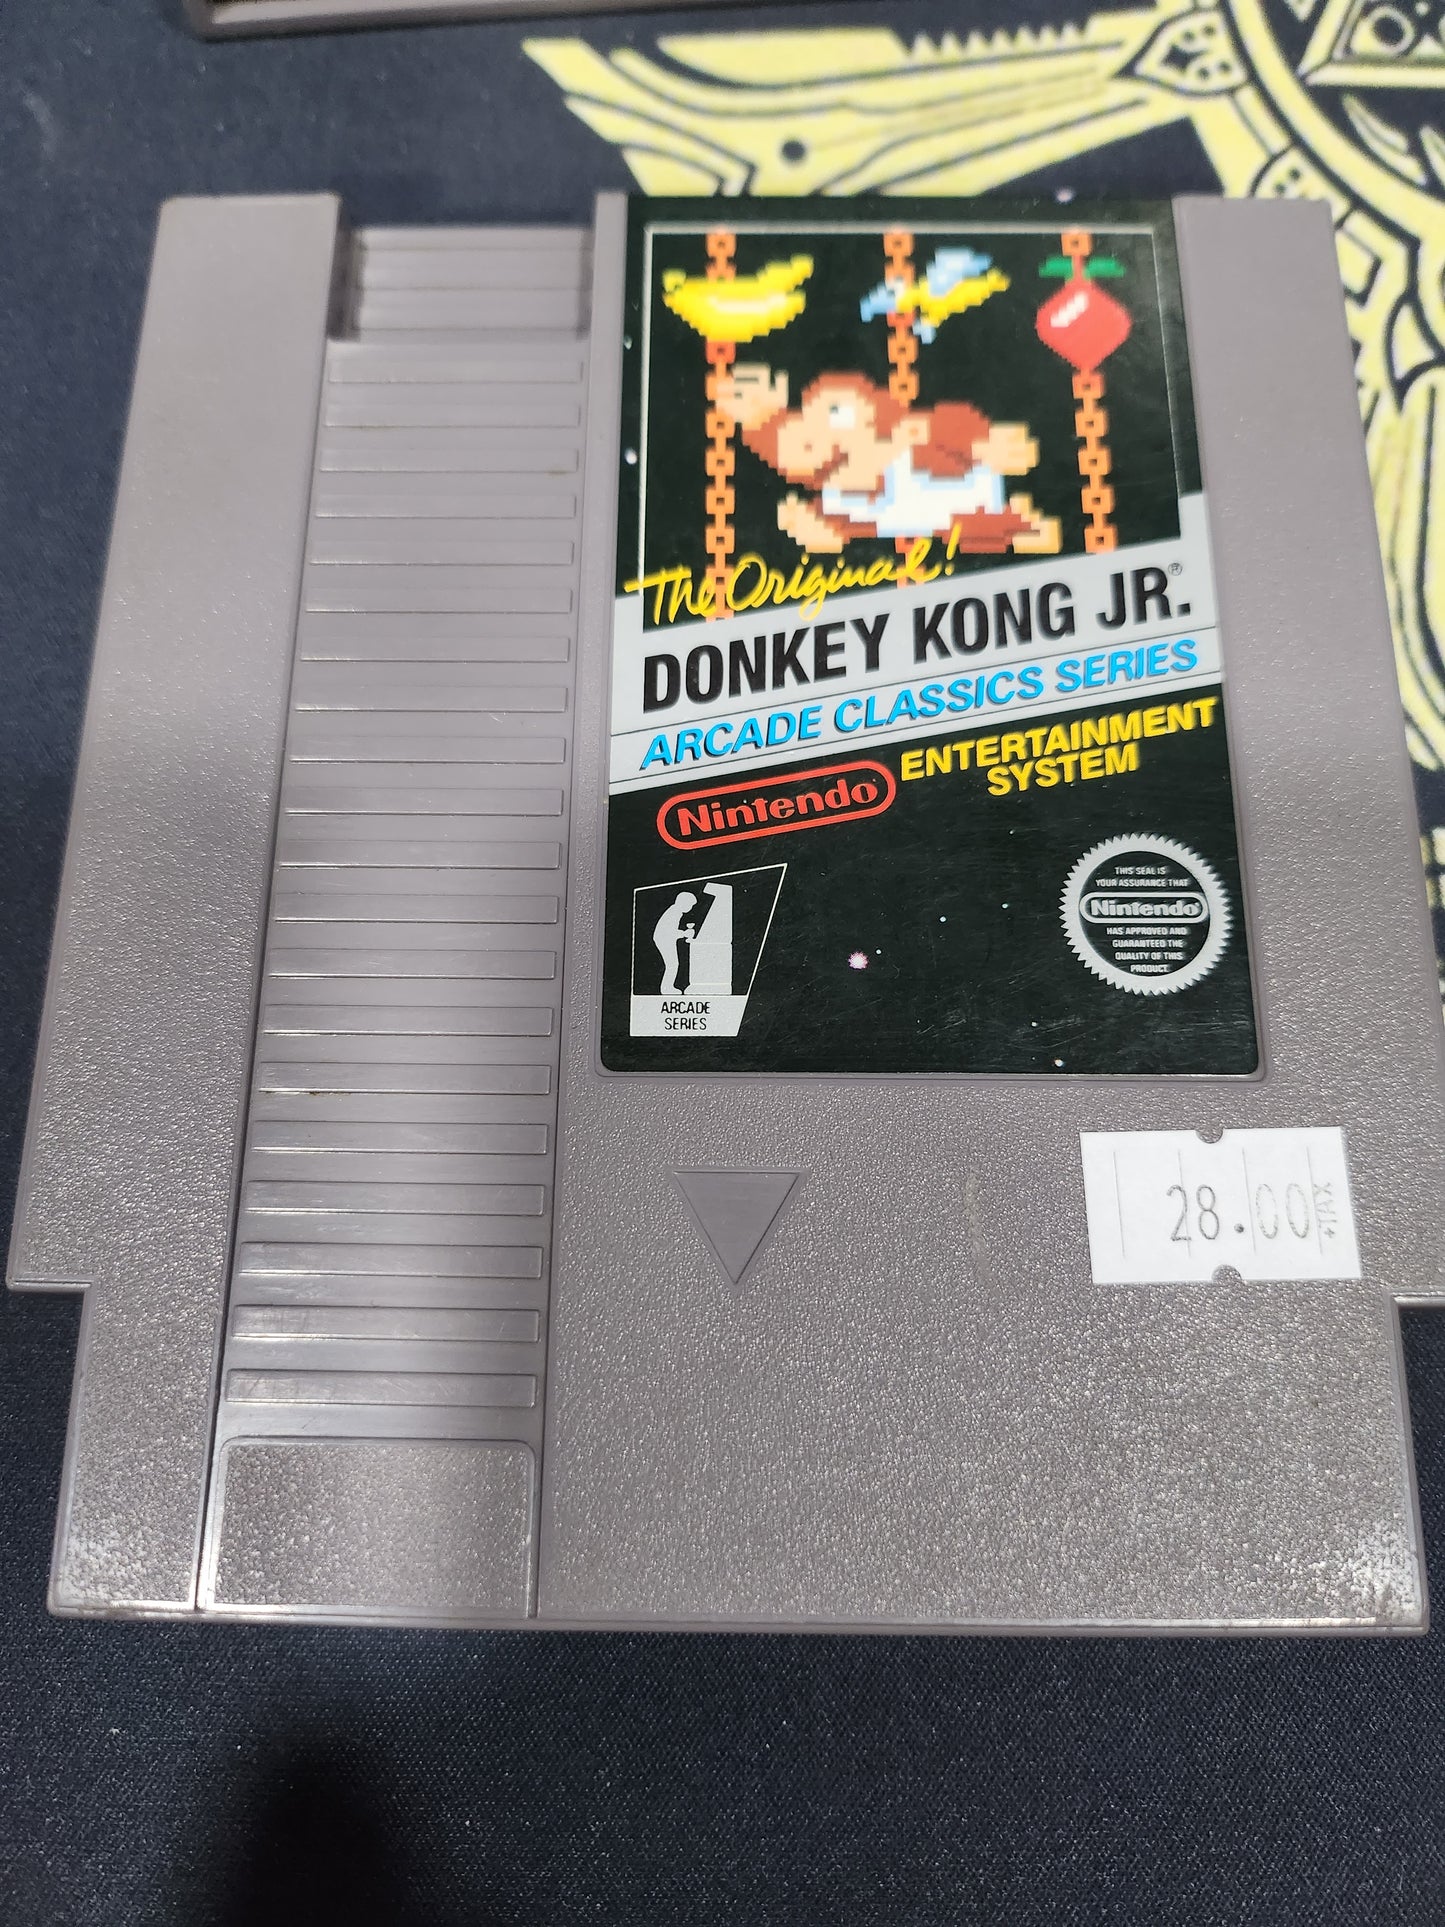 The Original!
DONKEY KONG JR.®
ARCADE CLASSICS SERIES
Nintendo ENTERTAINMENT
SYSTEM
THIS SEAL IS
YOUR ASSURANCE THAT
Nintendo
HAS APPROVED AND
GUARANTEED THE
QUALITY OF THIS
PRODUCT.
ARCADE
SERIES
28.00 +TAX